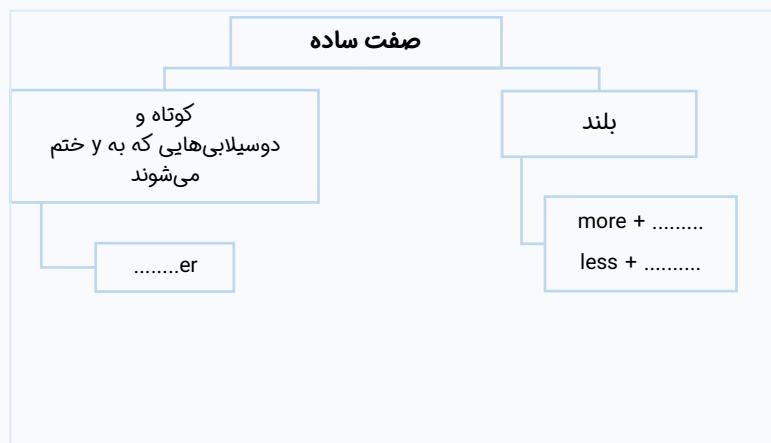 صفت ساده
بلند
کوتاه و
دوسیلابی‌هایی که به y ختم
می‌شوند
more + .........
less + ..........
........er